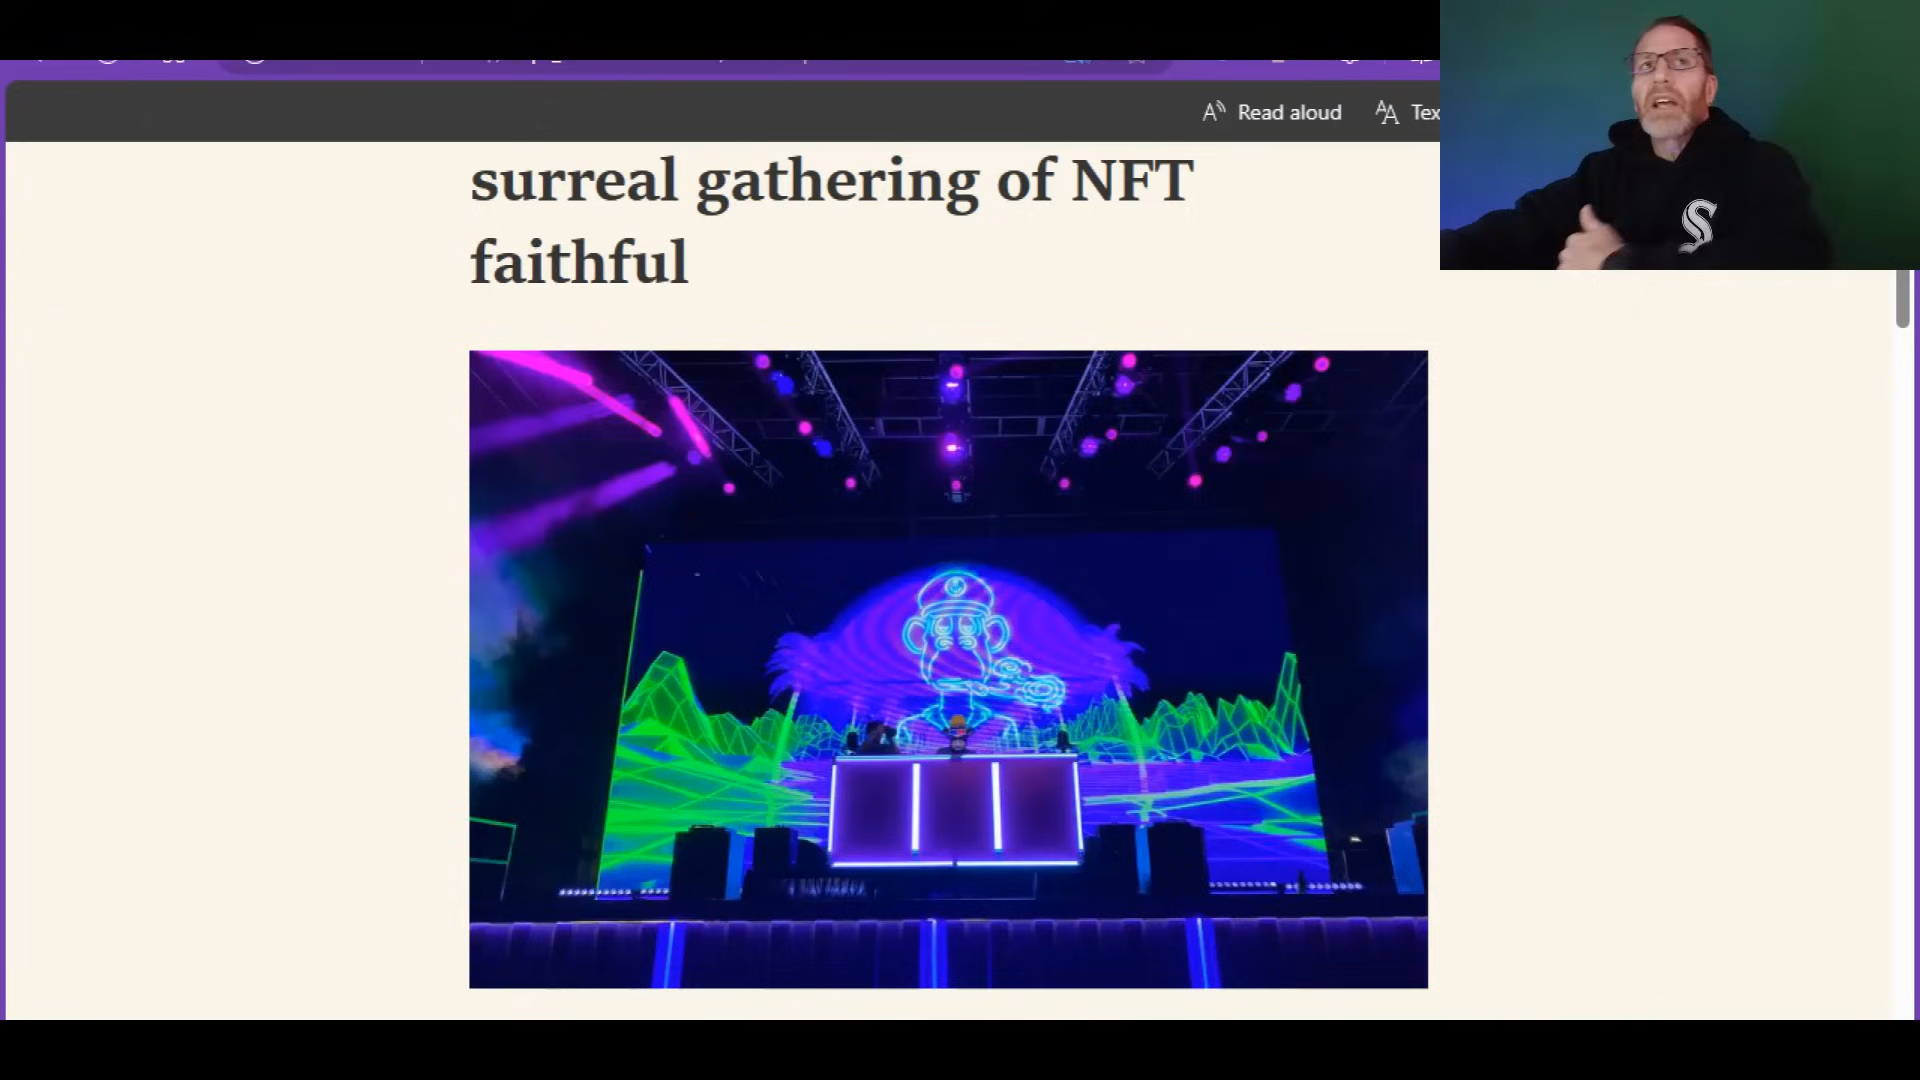 Read aloud
Tex
surreal gathering of NFT
faithful
S